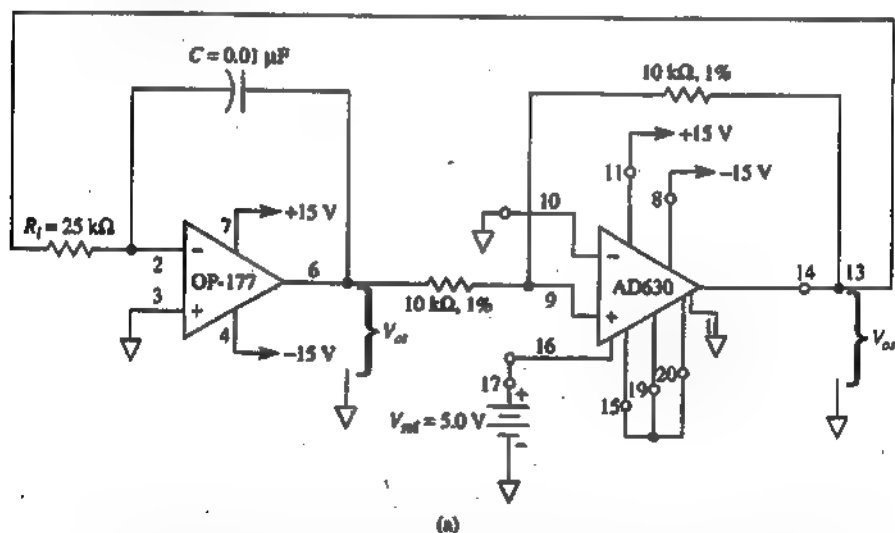 C = 0.01 μF
10 kΩ, 1%
+15 V
11
-15 V
8
10
Ri = 25 kΩ
7
+15 V
2
-
OP-177
6
3
+
4
-15 V
10 kΩ, 1%
9
-
AD630
+
14
13
1
16
17
+
Vref = 5.0 V
-
15
19
20
(a)